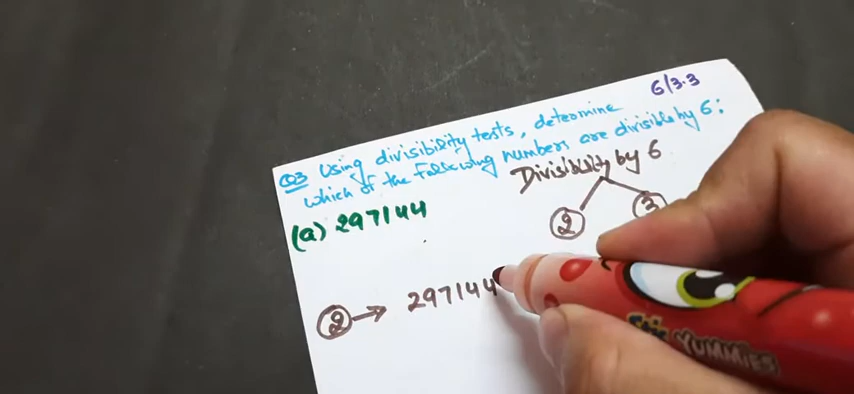 6/3.3
Q3 Using divisibility tests, determine
which of the following numbers are divisible by 6:
Divisibility by 6
2 3
(a) 297144
2 → 297144
YUMMIES